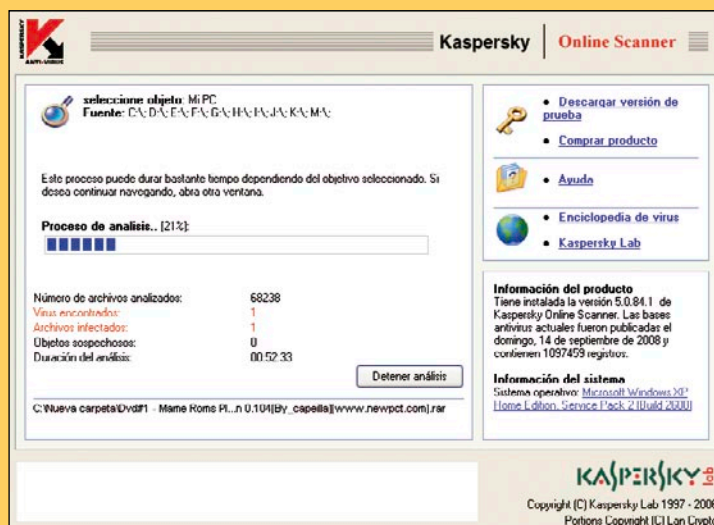 KASPERSKY
ANTI-VIRUS
Kaspersky Online Scanner
seleccione objeto: Mi PC
Fuente: C:\; D:\; E:\; F:\; G:\; H:\; I:\; J:\; K:\; M:\;
Este proceso puede durar bastante tiempo dependiendo del objetivo seleccionado. Si
desea continuar navegando, abra otra ventana.
Proceso de analisis.. [21%]:
Número de archivos analizados: 68238
Virus encontrados: 1
Archivos infectados: 1
Objetos sospechosos: 0
Duración del análisis: 00:52:33
Detener análisis
C:\Nueva carpeta\Dvd#1 - Mame Roms Pl...n 0.104[By_capella][www.newpct.com].rar
• Descargar versión de
prueba
• Comprar producto
• Ayuda
• Enciclopedia de virus
• Kaspersky Lab
Información del producto
Tiene instalada la versión 5.0.84.1 de
Kaspersky Online Scanner. Las bases
antivirus actuales fueron publicadas el
domingo, 14 de septiembre de 2008 y
contienen 1097459 registros.
Información del sistema
Sistema operativo: Microsoft Windows XP
Home Edition, Service Pack 2 (Build 2600)
KASPERSKY lab
Copyright (C) Kaspersky Lab 1997 - 2006
Portions Copyright (C) Lan Crypto